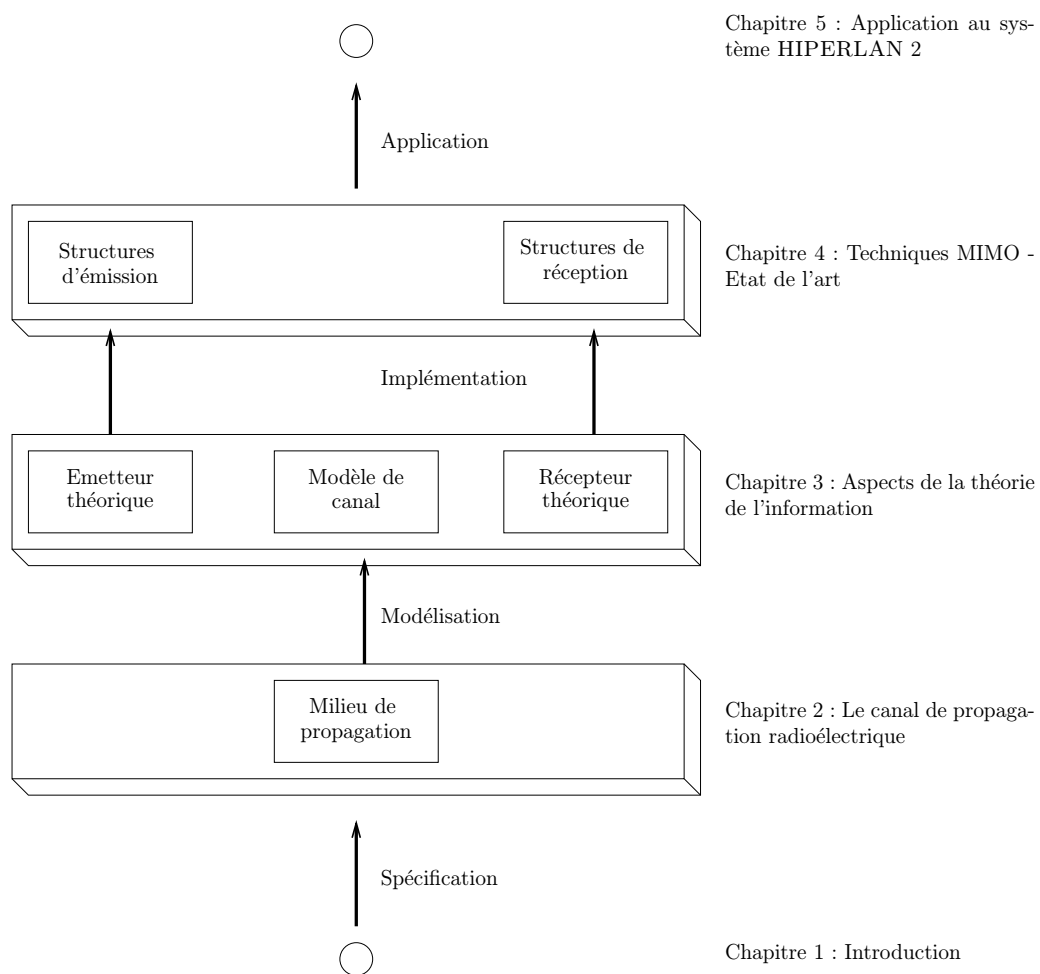 Chapitre 5 : Application au sys-
tème HIPERLAN 2
Application
Structures
d'émission
Structures de
réception
Chapitre 4 : Techniques MIMO -
Etat de l'art
Implémentation
Emetteur
théorique
Modèle de
canal
Récepteur
théorique
Chapitre 3 : Aspects de la théorie
de l'information
Modélisation
Milieu de
propagation
Chapitre 2 : Le canal de propaga-
tion radioélectrique
Spécification
Chapitre 1 : Introduction